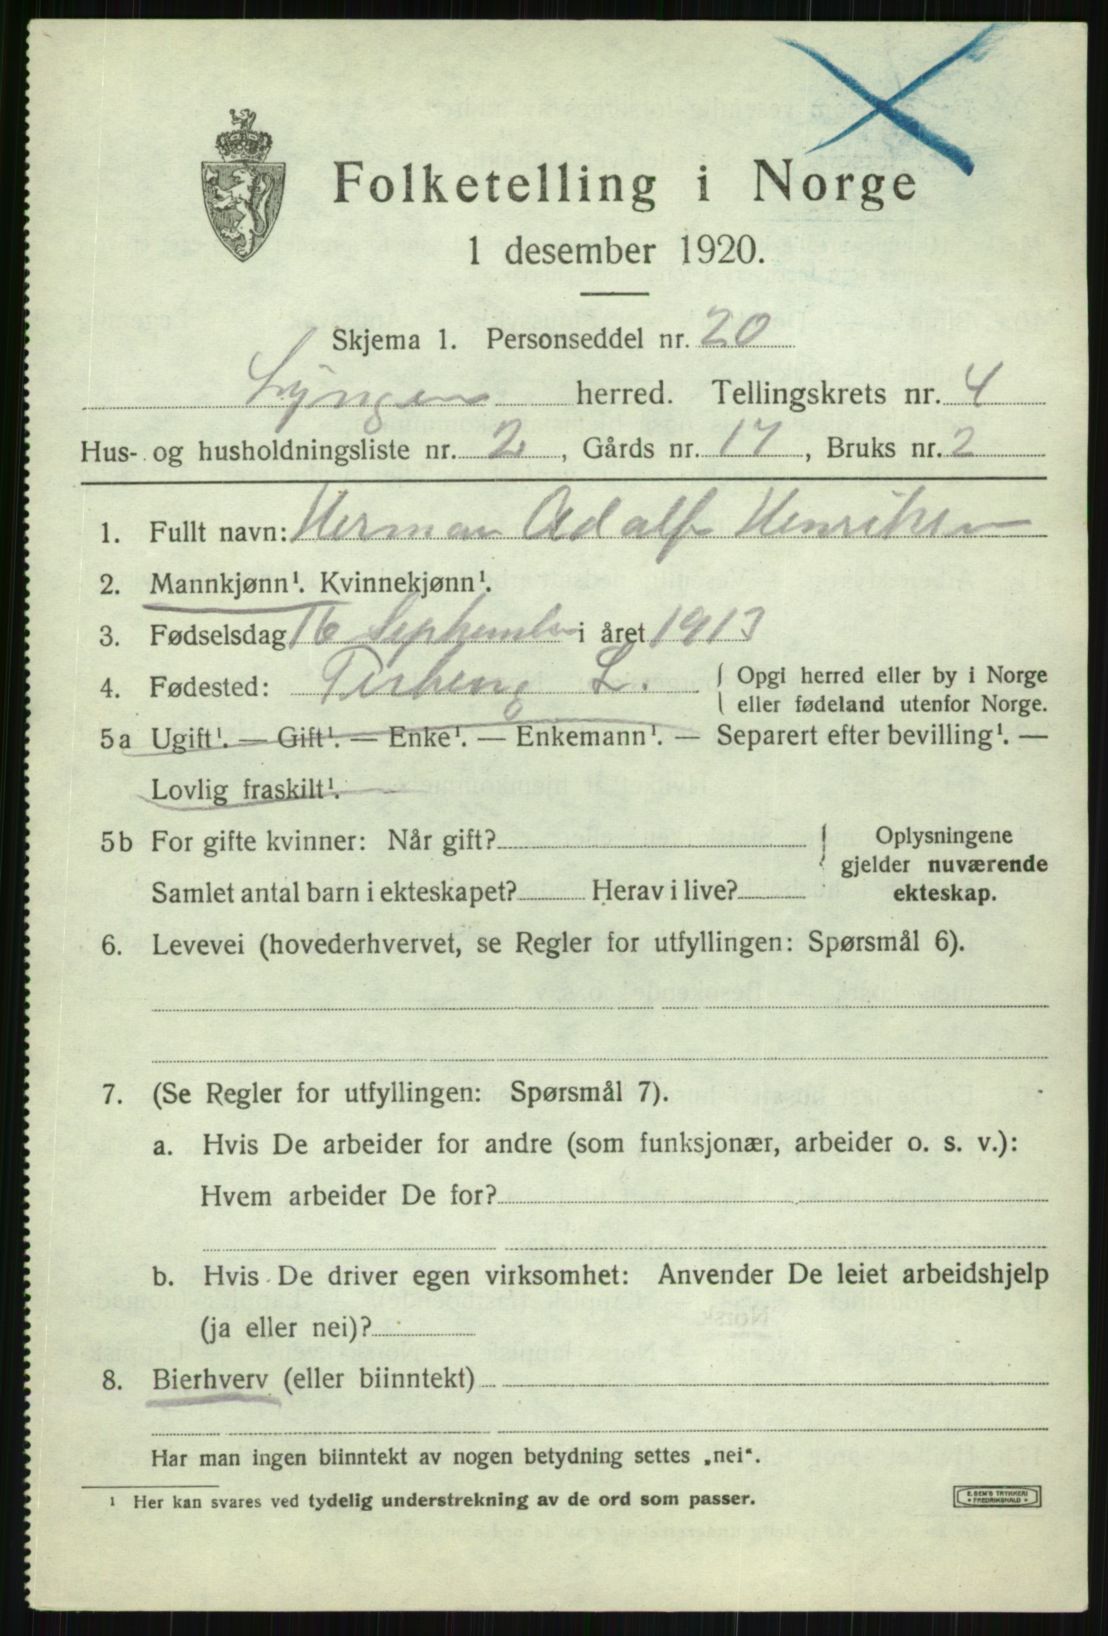 Folketelling i Norge
1 desember 1920.
Skjema 1. Personseddel nr. 20
Lyngen herred. Tellingskrets nr. 4
Hus- og husholdningsliste nr. 2, Gårds nr. 17, Bruks nr. 2
1. Fullt navn: Herman Adolf Henriksen
2. Mannkjønn¹. Kvinnekjønn¹.
3. Fødselsdag 16 September i året 1913
4. Fødested: L. { Opgi herred eller by i Norge
eller fødeland utenfor Norge.
5a Ugift¹. — Gift¹. — Enke¹. — Enkemann¹. — Separert efter bevilling¹. —
Lovlig fraskilt¹.
5b For gifte kvinner: Når gift? } Oplysningene
gjelder nuværende
Samlet antal barn i ekteskapet? Herav i live? ekteskap.
6. Levevei (hovederhvervet, se Regler for utfyllingen: Spørsmål 6).
7. (Se Regler for utfyllingen: Spørsmål 7).
a. Hvis De arbeider for andre (som funksjonær, arbeider o. s. v.):
Hvem arbeider De for?
b. Hvis De driver egen virksomhet: Anvender De leiet arbeidshjelp
(ja eller nei)?
8. Bierhverv (eller biinntekt)
Har man ingen biinntekt av nogen betydning settes „nei“.
¹ Her kan svares ved tydelig understrekning av de ord som passer.
E. SEM'S TRYKKERI
• FREDRIKSHALD •